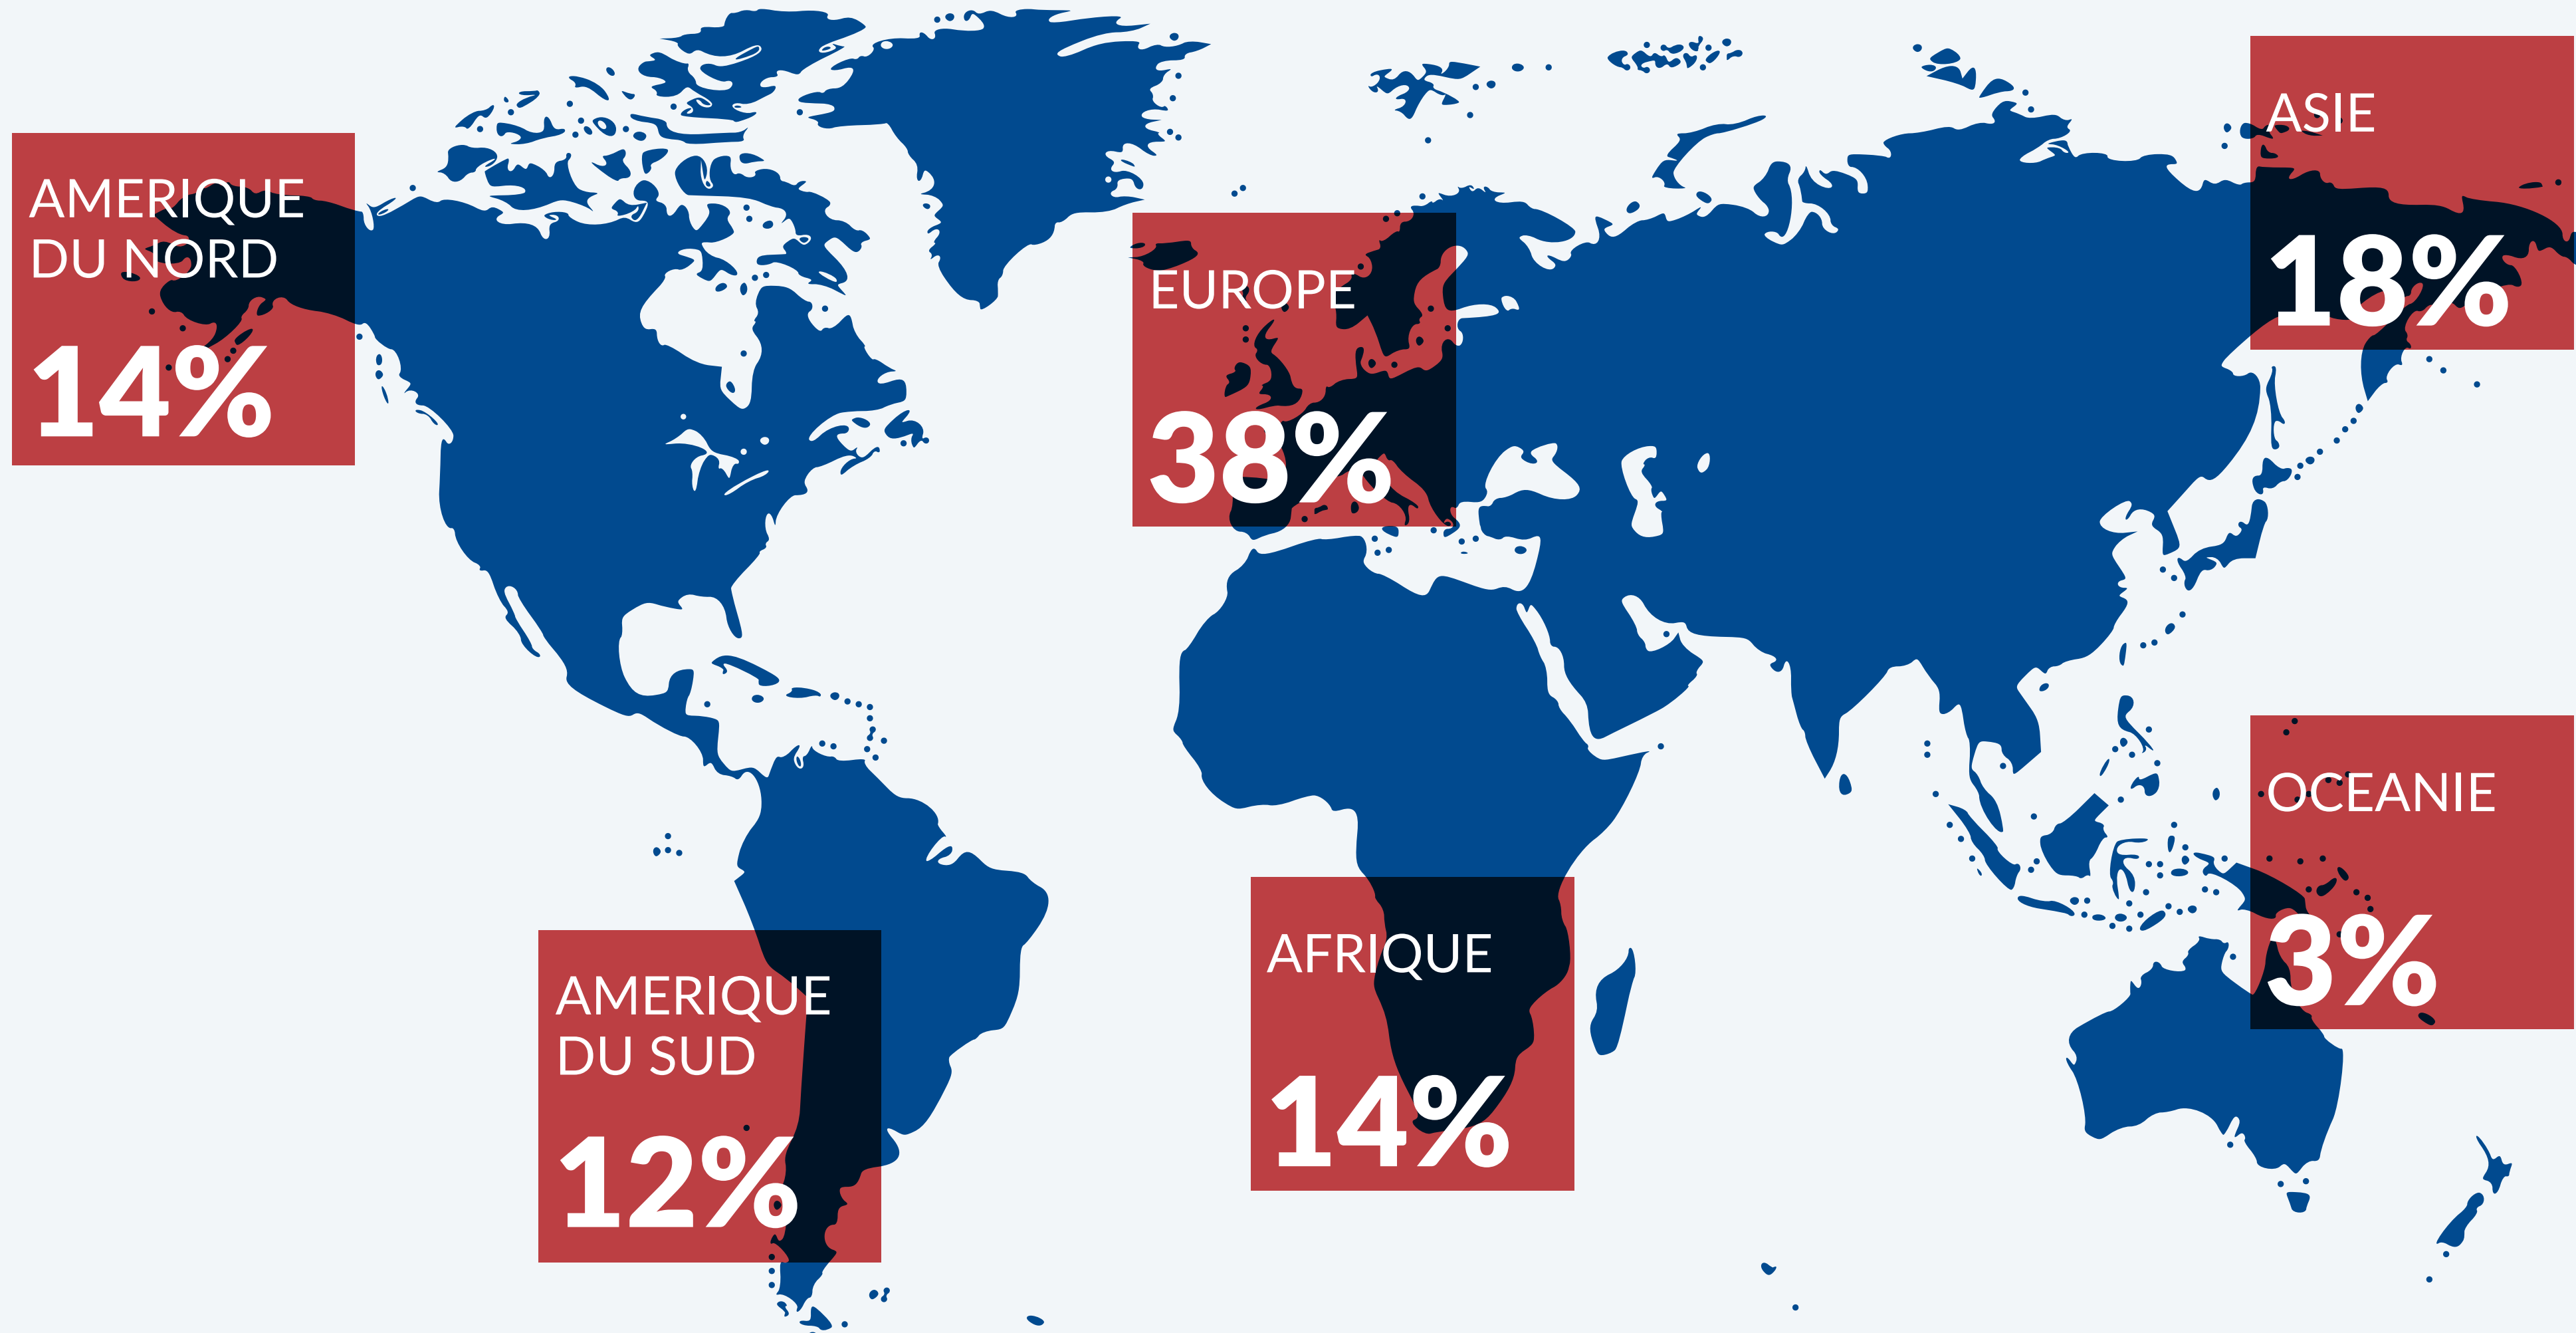 AMERIQUE
DU NORD
14%
EUROPE
38%
ASIE
18%
AMERIQUE
DU SUD
12%
AFRIQUE
14%
OCEANIE
3%